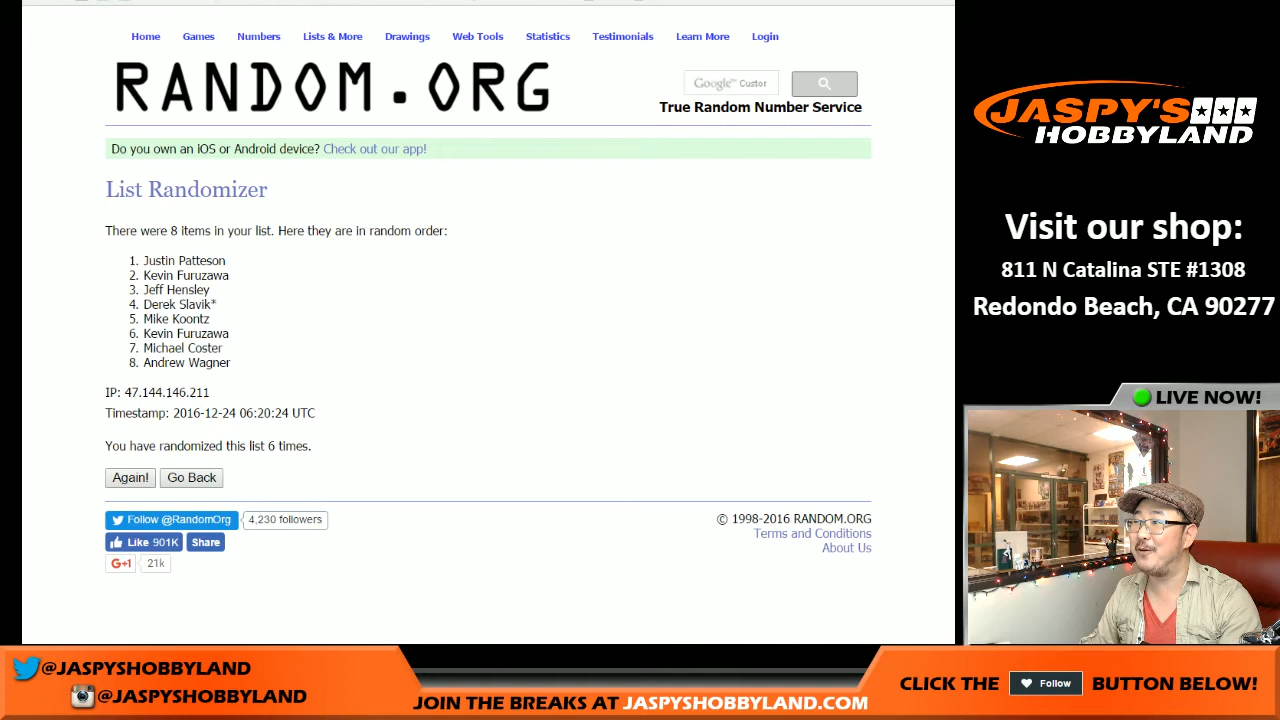 Home Games Numbers Lists & More Drawings Web Tools Statistics Testimonials Learn More Login
RANDOM.ORG
Google™ Custor
True Random Number Service
Do you own an iOS or Android device? Check out our app!
List Randomizer
There were 8 items in your list. Here they are in random order:
1. Justin Patteson
2. Kevin Furuzawa
3. Jeff Hensley
4. Derek Slavik*
5. Mike Koontz
6. Kevin Furuzawa
7. Michael Coster
8. Andrew Wagner
IP: 47.144.146.211
Timestamp: 2016-12-24 06:20:24 UTC
You have randomized this list 6 times.
Again! Go Back
Follow @RandomOrg 4,230 followers
Like 901K Share
G+1 21k
© 1998-2016 RANDOM.ORG
Terms and Conditions
About Us
JASPY'S
HOBBYLAND
Visit our shop:
811 N Catalina STE #1308
Redondo Beach, CA 90277
LIVE NOW!
@JASPYSHOBBYLAND
@JASPYSHOBBYLAND
JOIN THE BREAKS AT JASPYSHOBBYLAND.COM
CLICK THE Follow BUTTON BELOW!